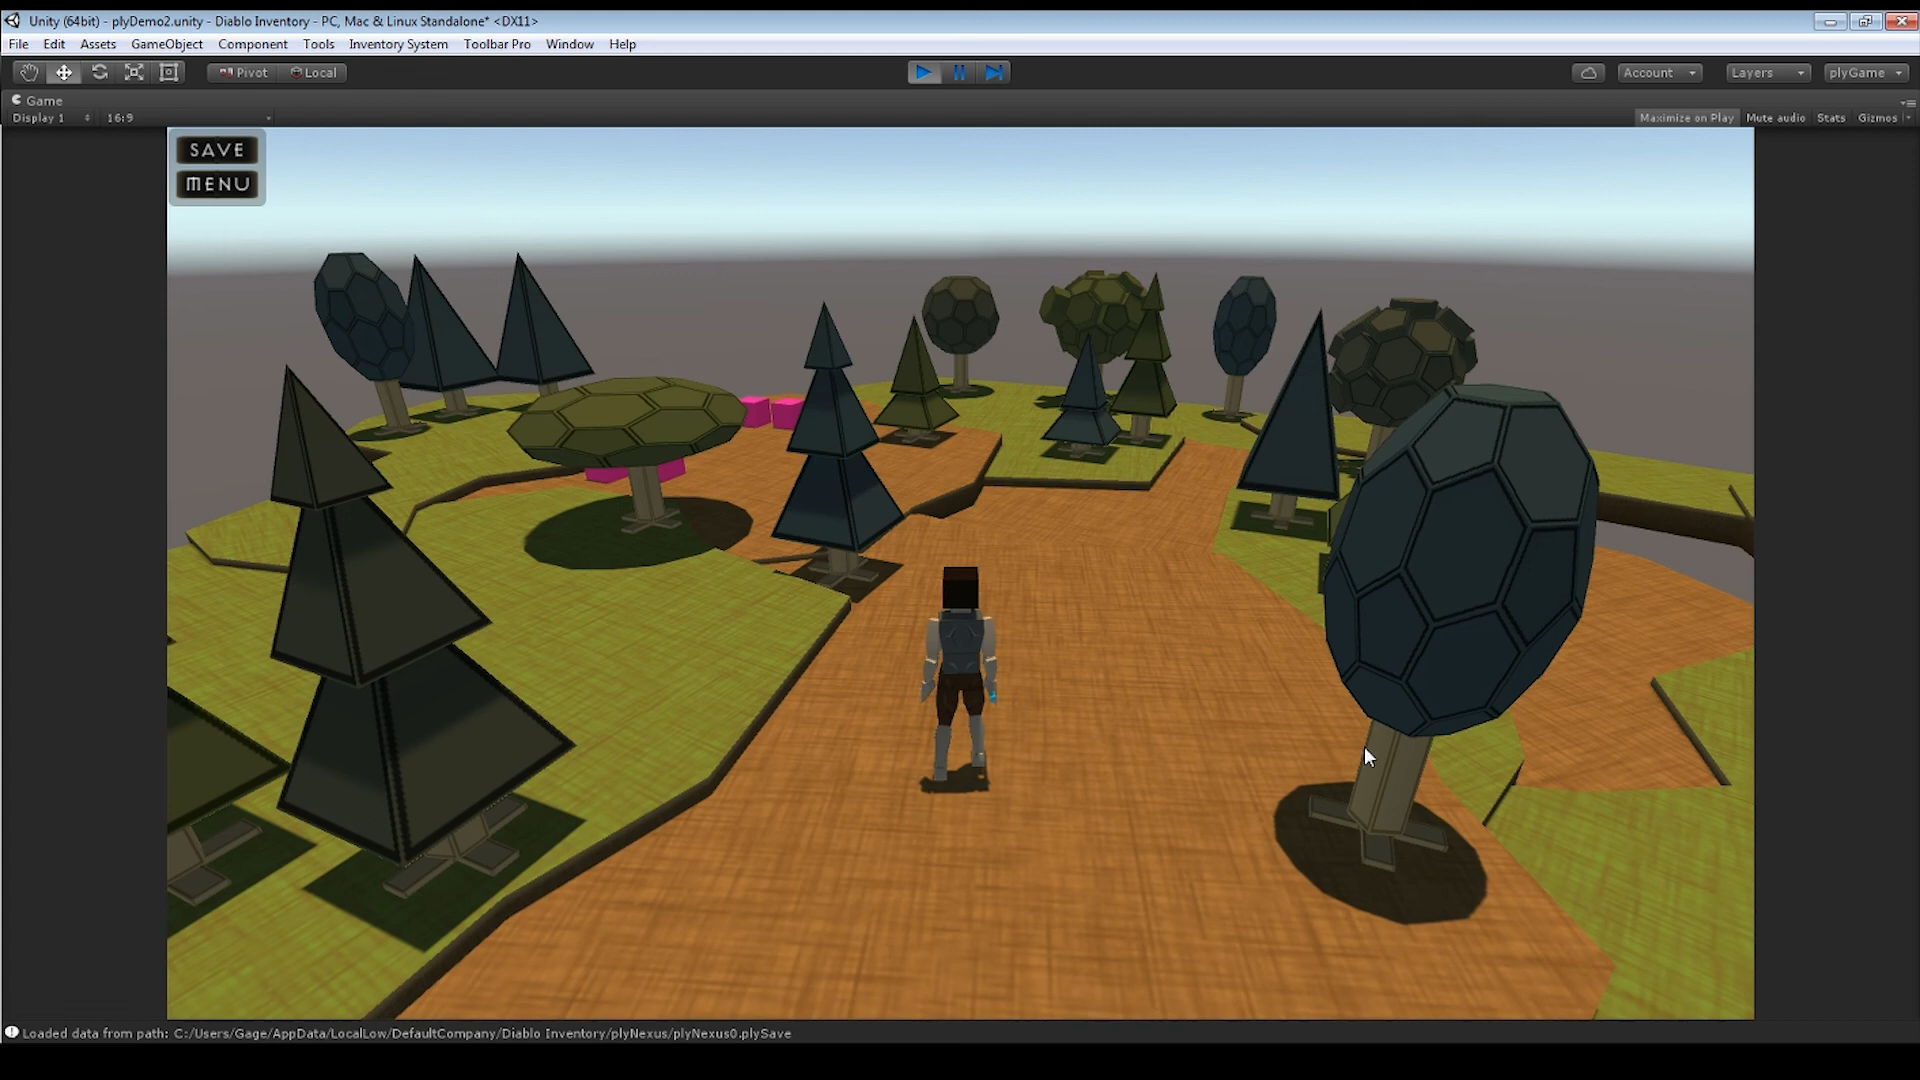 Unity (64bit) - plyDemo2.unity - Diablo Inventory - PC, Mac & Linux Standalone* <DX11>
File Edit Assets GameObject Component Tools Inventory System Toolbar Pro Window Help
Pivot Local Account Layers plyGame
Game
Display 1 16:9 Maximize on Play Mute audio Stats Gizmos
SAVE
MENU
Loaded data from path: C:/Users/Gage/AppData/LocalLow/DefaultCompany/Diablo Inventory/plyNexus/plyNexus0.plySave